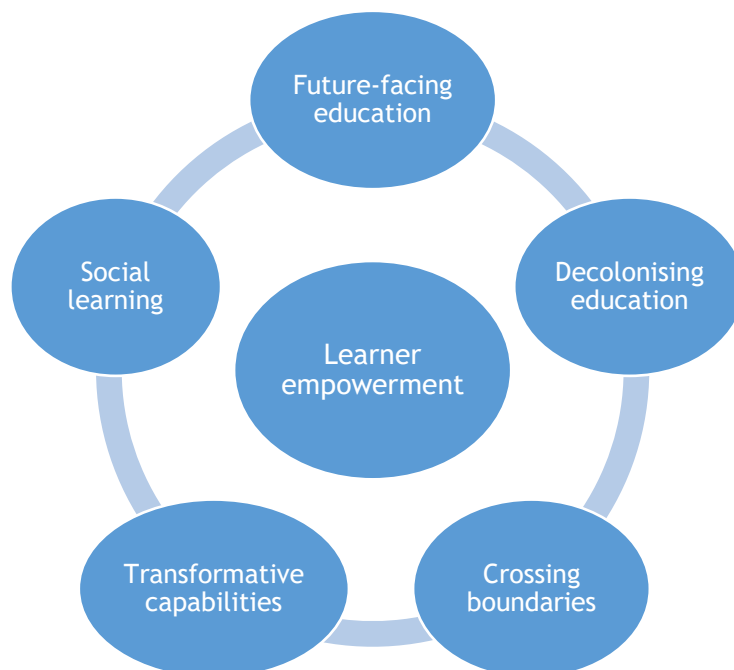 Future-facing
education
Decolonising
education
Social
learning
Learner
empowerment
Transformative
capabilities
Crossing
boundaries